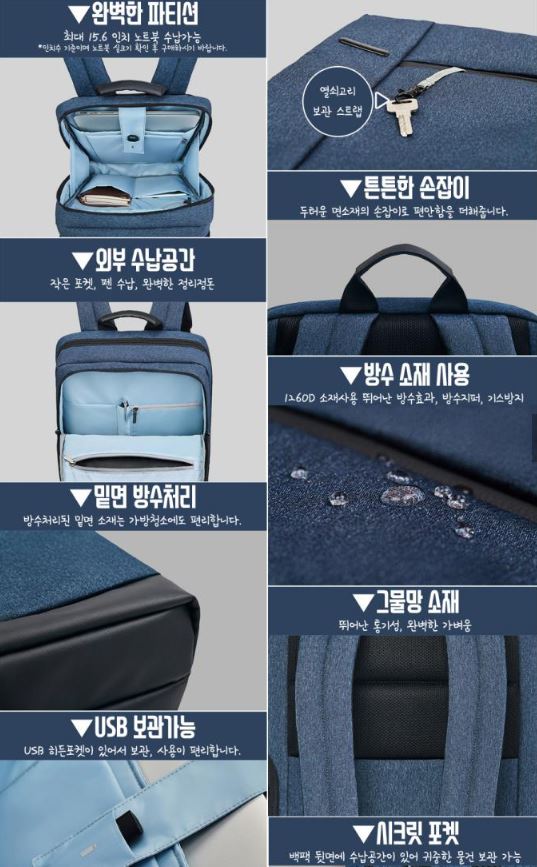 ▼완벽한 파티션
최대 15.6 인치 노트북 수납가능
*인치수 기준이며 노트북 실크기 확인 후 구매하시기 바랍니다.
▼외부 수납공간
작은 포켓, 펜 수납, 완벽한 정리정돈
▼밑면 방수처리
방수처리된 밑면 소재는 가방청소에도 편리합니다.
▼USB 보관가능
USB 히든포켓이 있어서 보관, 사용이 편리합니다.
열쇠고리
보관 스트랩
▼튼튼한 손잡이
두터운 면소재의 손잡이로 편안함을 더해줍니다.
▼방수 소재 사용
1260D 소재사용 뛰어난 방수효과, 방수지퍼, 기스방지
▼그물망 소재
뛰어난 통기성, 완벽한 가벼움
▼시크릿 포켓
백팩 뒷면에 수납공간이 있어 귀중한 물건 보관 가능